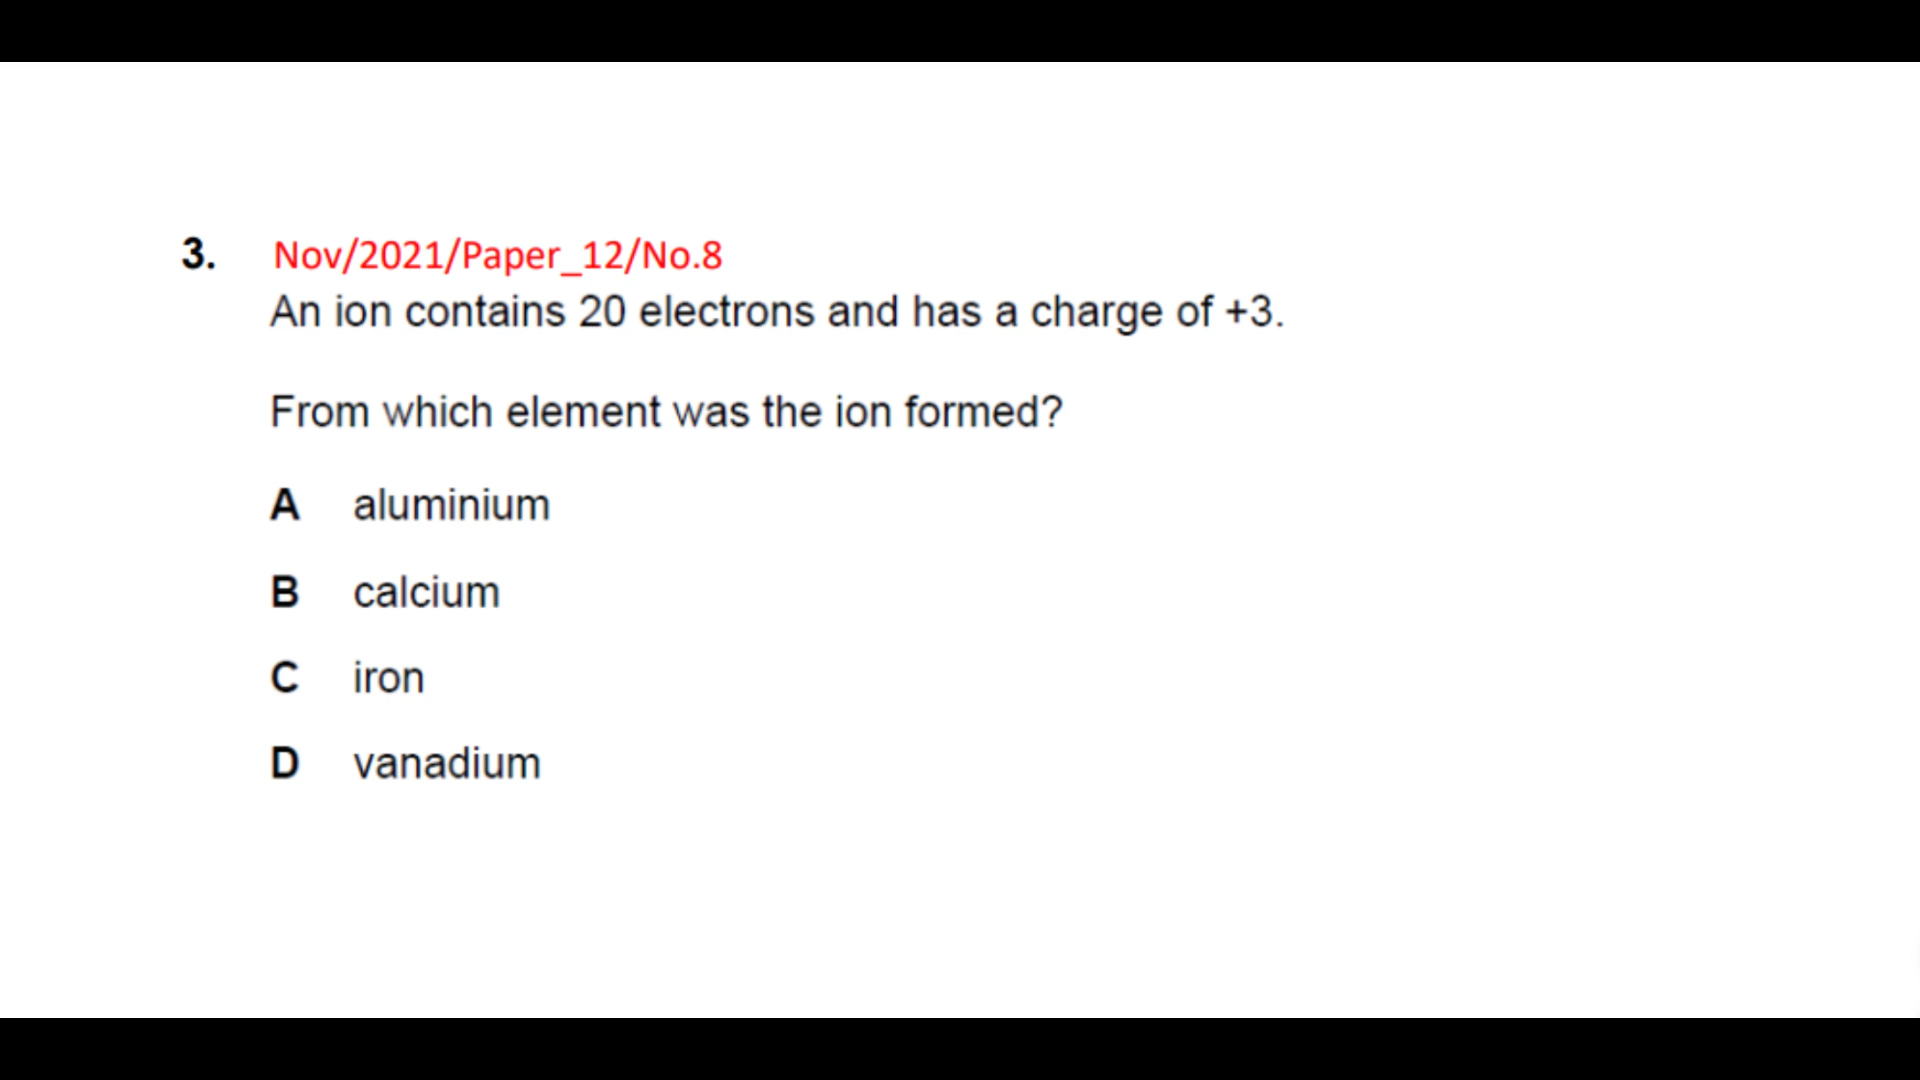 3. Nov/2021/Paper_12/No.8
An ion contains 20 electrons and has a charge of +3.
From which element was the ion formed?
A aluminium
B calcium
C iron
D vanadium